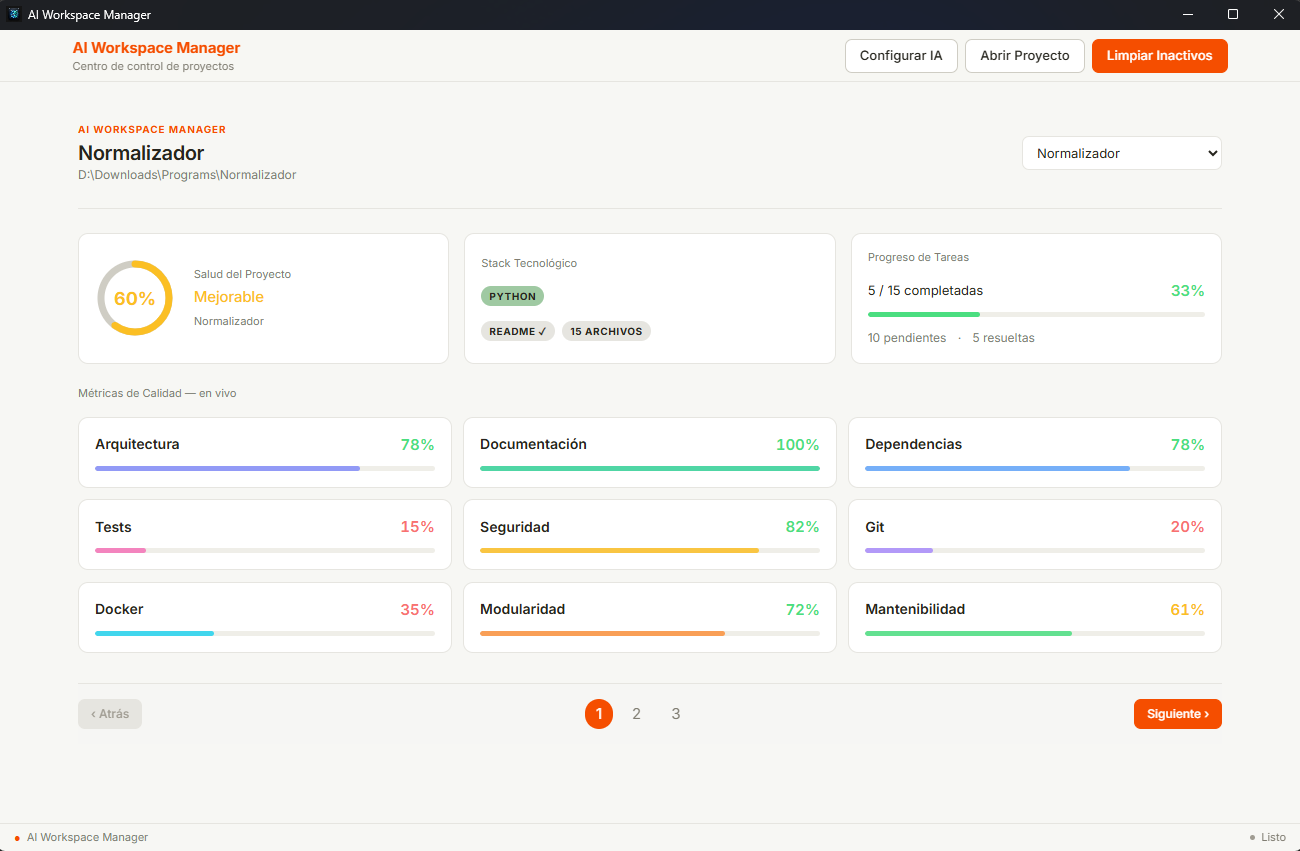 AI Workspace Manager
AI Workspace Manager
Centro de control de proyectos
Configurar IA
Abrir Proyecto
Limpiar Inactivos
AI WORKSPACE MANAGER
Normalizador
D:\Downloads\Programs\Normalizador
Normalizador
60%
Salud del Proyecto
Mejorable
Normalizador
Stack Tecnológico
PYTHON
README ✓
15 ARCHIVOS
Progreso de Tareas
5 / 15 completadas
33%
10 pendientes · 5 resueltas
Métricas de Calidad — en vivo
Arquitectura
78%
Documentación
100%
Dependencias
78%
Tests
15%
Seguridad
82%
Git
20%
Docker
35%
Modularidad
72%
Mantenibilidad
61%
‹ Atrás
1
2
3
Siguiente ›
AI Workspace Manager
Listo